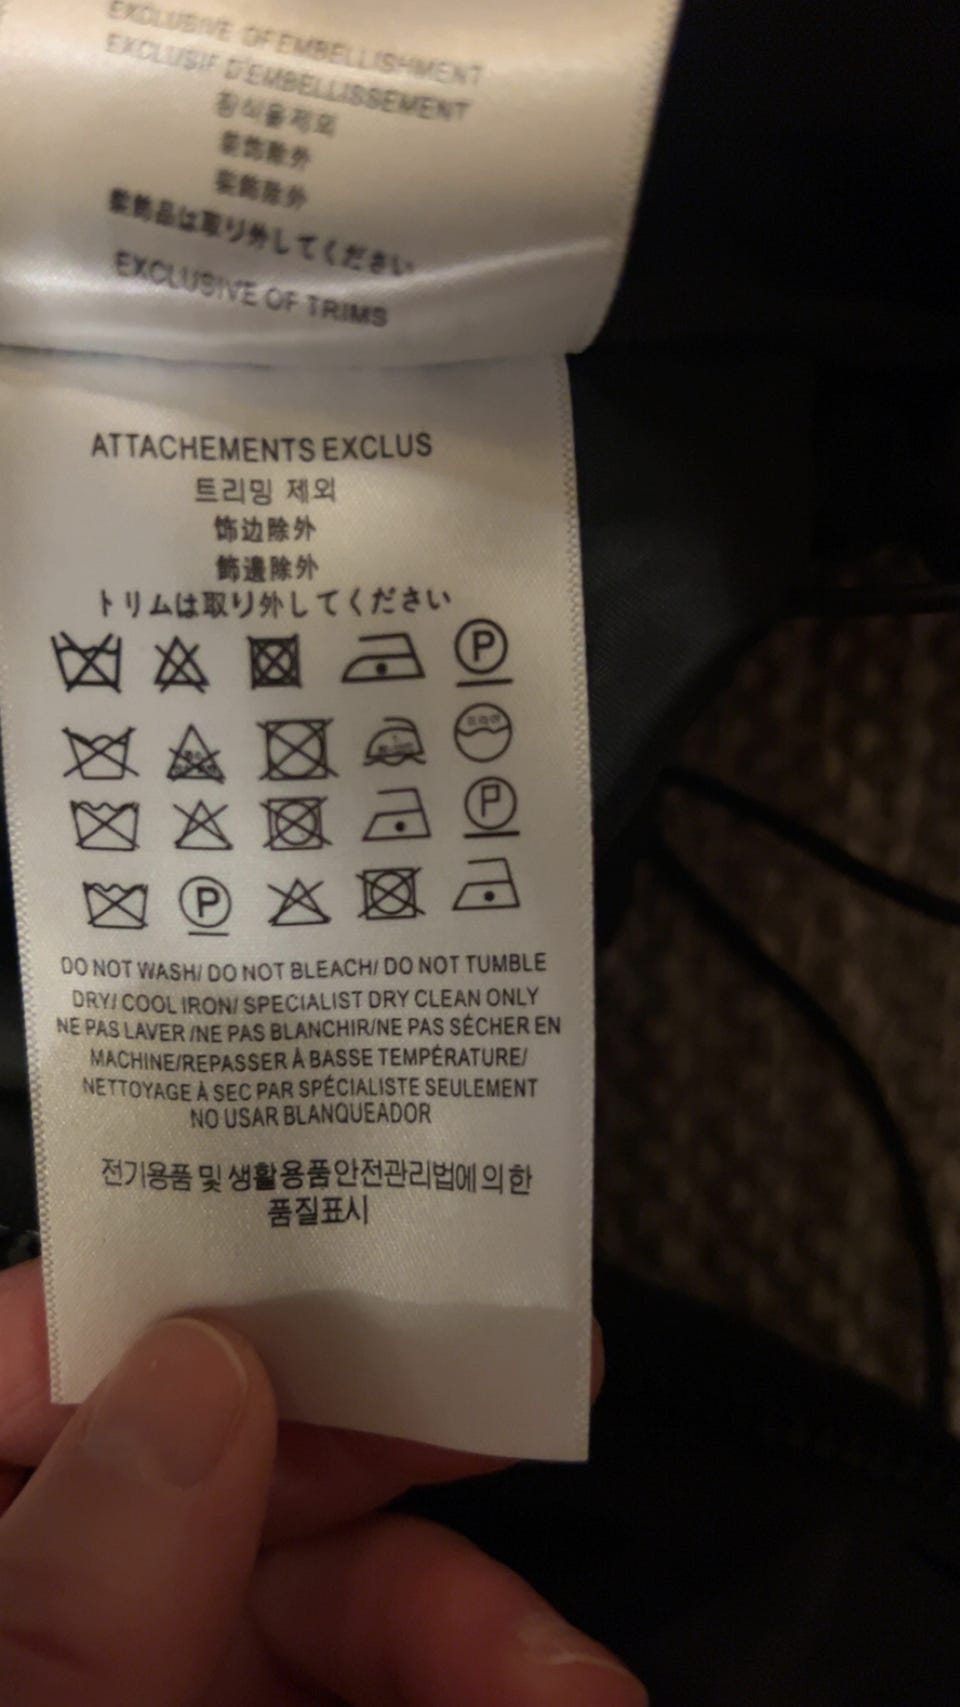 EXCLUSIVE OF EMBELLISHMENT
EXCLUSIF D'EMBELLISSEMENT
장식물제외
装饰除外
裝飾除外
装飾品は取り外してください
EXCLUSIVE OF TRIMS
ATTACHEMENTS EXCLUS
트리밍 제외
饰边除外
飾邊除外
トリムは取り外してください
P
드라이
P
P
DO NOT WASH/ DO NOT BLEACH/ DO NOT TUMBLE
DRY/ COOL IRON/ SPECIALIST DRY CLEAN ONLY
NE PAS LAVER /NE PAS BLANCHIR/NE PAS SÉCHER EN
MACHINE/REPASSER À BASSE TEMPÉRATURE/
NETTOYAGE À SEC PAR SPÉCIALISTE SEULEMENT
NO USAR BLANQUEADOR
전기용품 및 생활용품안전관리법에 의한
품질표시